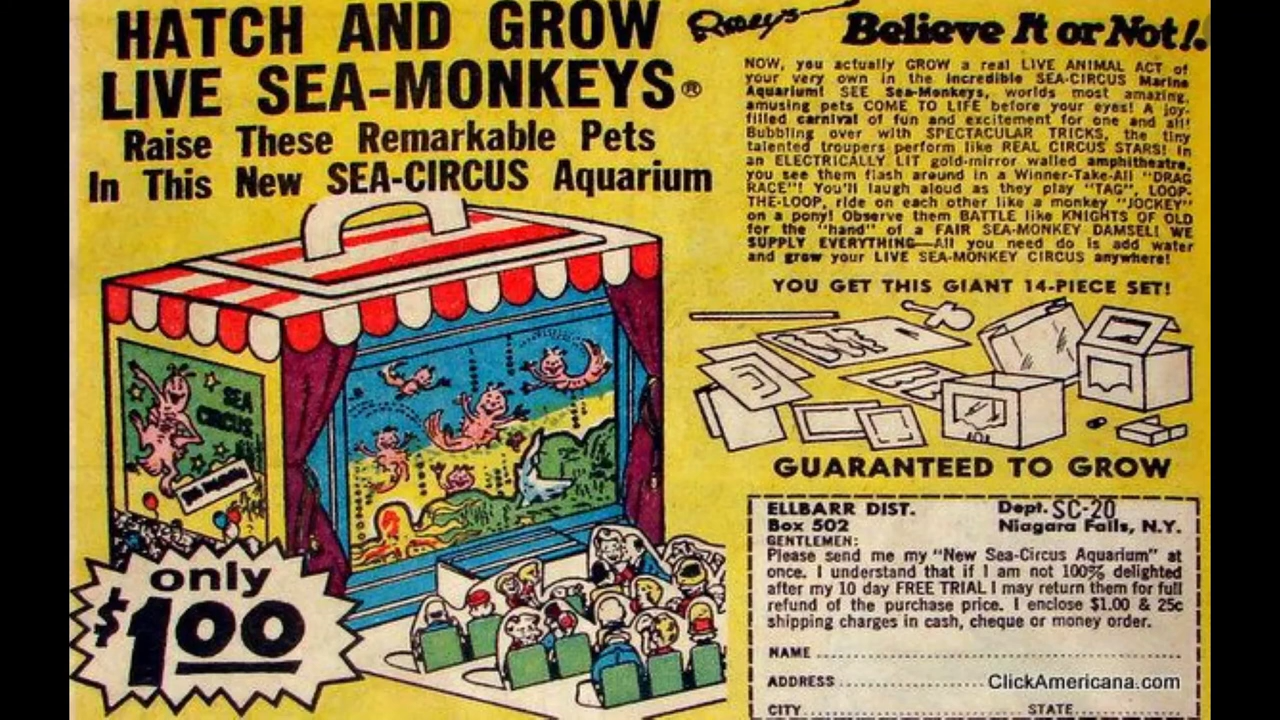 HATCH AND GROW
LIVE SEA-MONKEYS®
Raise These Remarkable Pets
In This New SEA-CIRCUS Aquarium
Ripley's
Believe It or Not!.
NOW, you actually GROW a real LIVE ANIMAL ACT of
your very own in the incredible SEA-CIRCUS Marine
Aquarium! SEE Sea-Monkeys, worlds most amazing,
amusing pets COME TO LIFE before your eyes! A joy-
filled carnival of fun and excitement for one and all!
Bubbling over with SPECTACULAR TRICKS, the tiny
talented troupers perform like REAL CIRCUS STARS! In
an ELECTRICALLY LIT gold-mirror walled amphitheatre,
you see them flash around in a Winner-Take-All "DRAG
RACE"! You'll laugh aloud as they play "TAG", LOOP-
THE-LOOP, ride on each other like a monkey "JOCKEY"
on a pony! Observe them BATTLE like KNIGHTS OF OLD
for the "hand" of a FAIR SEA-MONKEY DAMSEL! WE
SUPPLY EVERYTHING—All you need do is add water
and grow your LIVE SEA-MONKEY CIRCUS anywhere!
YOU GET THIS GIANT 14-PIECE SET!
SEA
CIRCUS
GUARANTEED TO GROW
only
$1.00
ELLBARR DIST. Dept. SC-20
Box 502 Niagara Falls, N.Y.
GENTLEMEN:
Please send me my "New Sea-Circus Aquarium" at
once. I understand that if I am not 100% delighted
after my 10 day FREE TRIAL I may return them for full
refund of the purchase price. I enclose $1.00 & 25c
shipping charges in cash, cheque or money order.
NAME
ADDRESS
CITY STATE
ClickAmericana.com